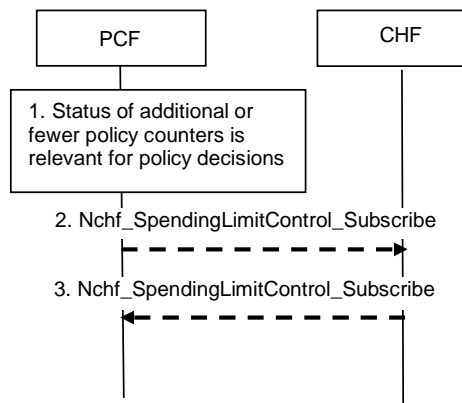 PCF
CHF
1. Status of additional or
fewer policy counters is
relevant for policy decisions
2. Nchf_SpendingLimitControl_Subscribe
3. Nchf_SpendingLimitControl_Subscribe